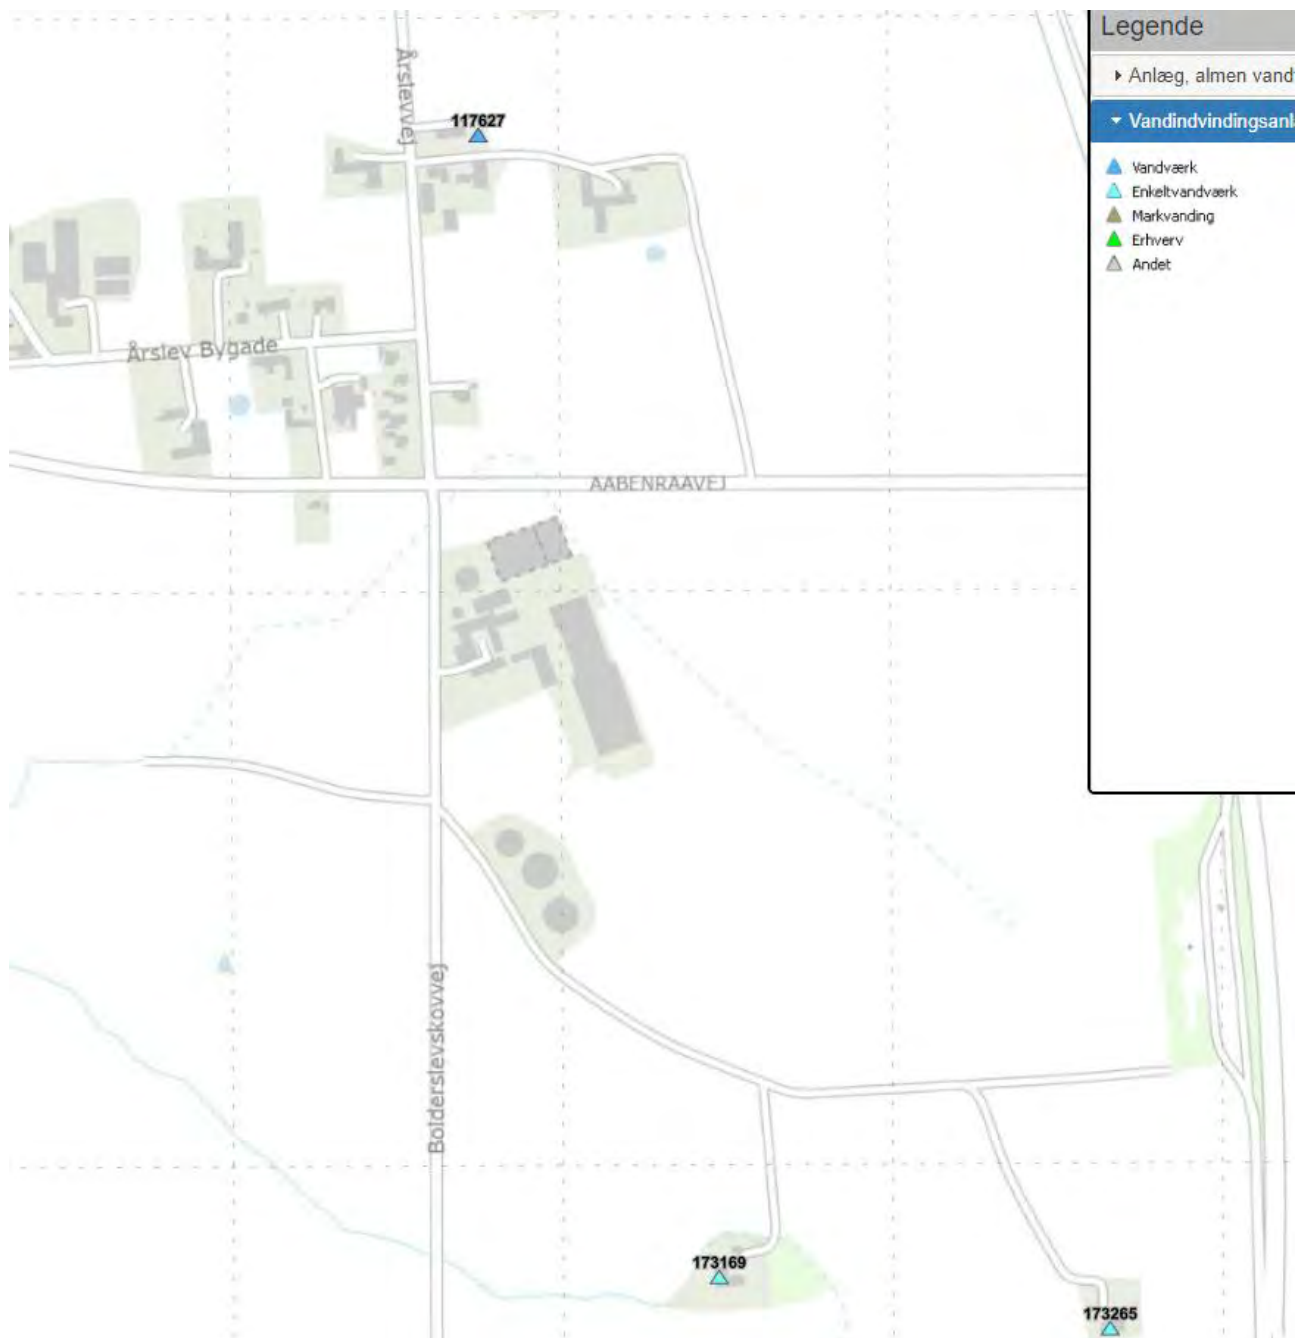 Legende
Anlæg, almen vand
Vandindvindingsanl
Vandværk
Enkeltvandværk
Markvanding
Erhverv
Andet
Årslevvej
117627
Årslev Bygade
AABENRAAVEJ
Bolderslevskovvej
173169
173265